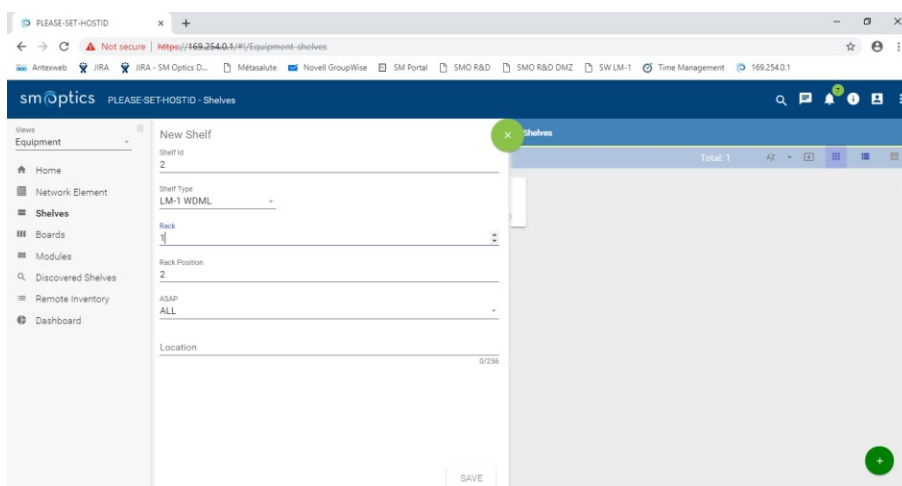 PLEASE-SET-HOSTID
Not secure | https://169.254.0.1/#!/Equipment-shelves
Antexweb JIRA JIRA - SM Optics D... Métasalute Novell GroupWise SM Portal SMO R&D SMO R&D DMZ SW LM-1 Time Management 169.254.0.1
smoptics PLEASE-SET-HOSTID - Shelves
7
Views
Equipment
Home
Network Element
Shelves
Boards
Modules
Discovered Shelves
Remote Inventory
Dashboard
New Shelf
Shelf Id
2
Shelf Type
LM-1 WDML
Rack
1
Rack Position
2
ASAP
ALL
Location
0/256
SAVE
Shelves
Total: 1